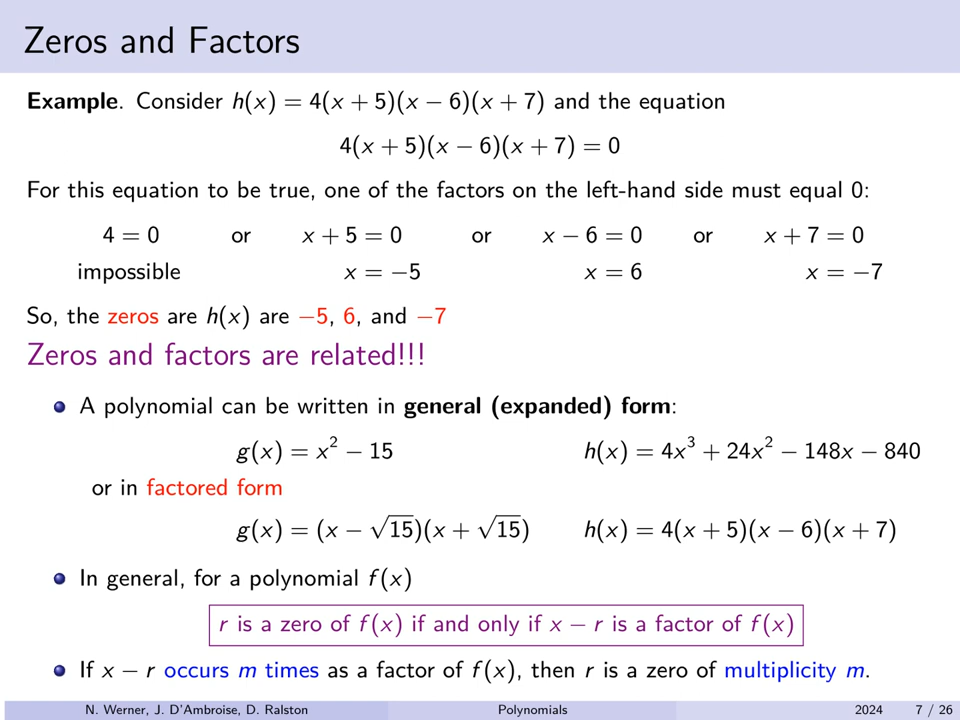 Zeros and Factors
Example. Consider h(x) = 4(x + 5)(x − 6)(x + 7) and the equation
4(x + 5)(x − 6)(x + 7) = 0
For this equation to be true, one of the factors on the left-hand side must equal 0:
4 = 0 or x + 5 = 0 or x − 6 = 0 or x + 7 = 0
impossible x = −5 x = 6 x = −7
So, the zeros are h(x) are −5, 6, and −7
Zeros and factors are related!!!
A polynomial can be written in general (expanded) form:
g(x) = x² − 15 h(x) = 4x³ + 24x² − 148x − 840
or in factored form
g(x) = (x − √15)(x + √15) h(x) = 4(x + 5)(x − 6)(x + 7)
In general, for a polynomial f(x)
r is a zero of f(x) if and only if x − r is a factor of f(x)
If x − r occurs m times as a factor of f(x), then r is a zero of multiplicity m.
N. Werner, J. D'Ambroise, D. Ralston Polynomials 2024 7 / 26